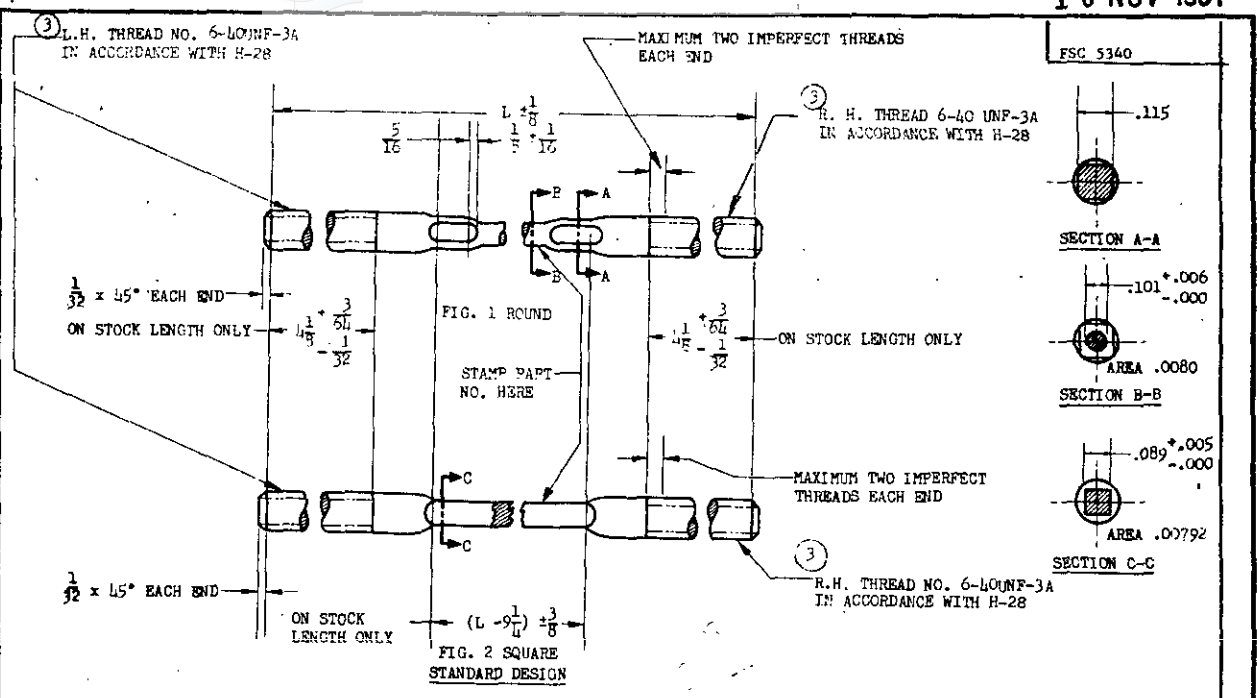 ③ L.H. THREAD NO. 6-40UNF-3A
IN ACCORDANCE WITH H-28
MAXIMUM TWO IMPERFECT THREADS
EACH END
FSC 5340
L ±1/8
5/16
③ R. H. THREAD 6-40 UNF-3A
IN ACCORDANCE WITH H-28
.115
B
A
B
A
SECTION A-A
1/32 x 45° EACH END
ON STOCK LENGTH ONLY
4 1/8 + 3/64 - 1/32
FIG. 1 ROUND
4 1/8 + 3/64 - 1/32
ON STOCK LENGTH ONLY
.101 +.006 -.000
AREA .0080
SECTION B-B
STAMP PART
NO. HERE
C
C
MAXIMUM TWO IMPERFECT
THREADS EACH END
.089 +.005 -.000
AREA .00792
SECTION C-C
1/32 x 45° EACH END
③
R.H. THREAD NO. 6-40UNF-3A
IN ACCORDANCE WITH H-28
ON STOCK
LENGTH ONLY
(L -9 1/4) ±3/8
FIG. 2 SQUARE
STANDARD DESIGN